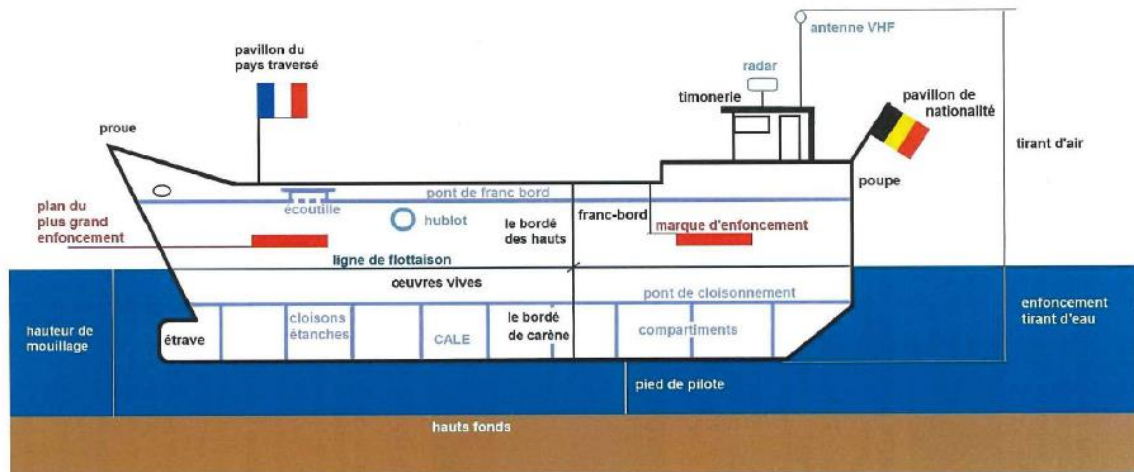 antenne VHF
pavillon du
pays traversé
radar
timonerie
pavillon de
nationalité
proue
tirant d'air
poupe
pont de franc bord
écoutille
plan du
plus grand
enfoncement
hublot
le bordé
des hauts
franc-bord
marque d'enfoncement
ligne de flottaison
œuvres vives
pont de cloisonnement
enfoncement
tirant d'eau
hauteur de
mouillage
étrave
cloisons
étanches
CALE
le bordé
de carène
compartiments
pied de pilote
hauts fonds